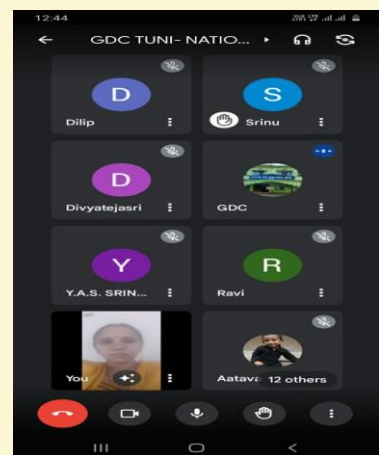 12:44
GDC TUNI- NATIO...
D
S
Dilip
Srinu
D
Divyatejasri
GDC
Y
R
Y.A.S. SRIN...
Ravi
You
Aatava
12 others